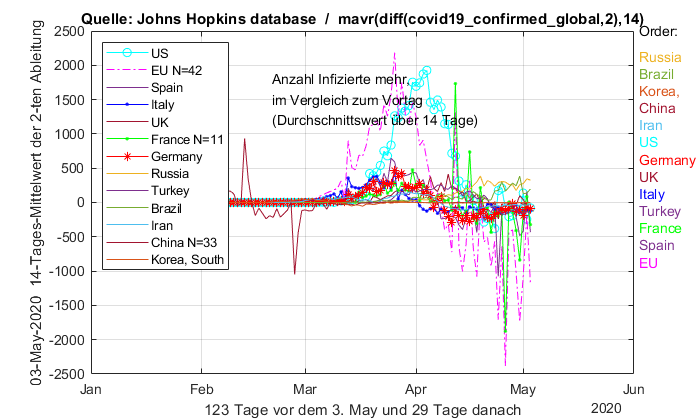 Quelle: Johns Hopkins database / mavr(diff(covid19_confirmed_global,2),14)
03-May-2020 14-Tages-Mittelwert der 2-ten Ableitung
2500
2000
1500
1000
500
0
-500
-1000
-1500
-2000
-2500
US
EU N=42
Spain
Italy
UK
France N=11
Germany
Russia
Turkey
Brazil
Iran
China N=33
Korea, South
Anzahl Infizierte mehr,
im Vergleich zum Vortag
(Durchschnittswert über 14 Tage)
Order:
Russia
Brazil
Korea,
China
Iran
US
Germany
UK
Italy
Turkey
France
Spain
EU
Jan Feb Mar Apr May Jun
123 Tage vor dem 3. May und 29 Tage danach
2020